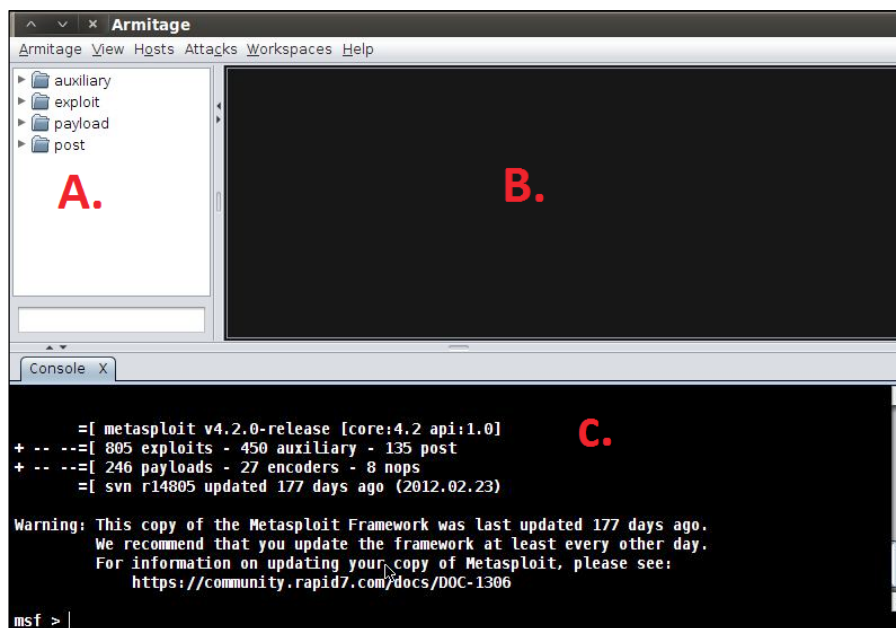 Armitage
Armitage View Hosts Attacks Workspaces Help
auxiliary
exploit
payload
post
A.
B.
Console X
=[ metasploit v4.2.0-release [core:4.2 api:1.0]
+ -- --=[ 805 exploits - 450 auxiliary - 135 post
+ -- --=[ 246 payloads - 27 encoders - 8 nops
=[ svn r14805 updated 177 days ago (2012.02.23)
C.
Warning: This copy of the Metasploit Framework was last updated 177 days ago.
We recommend that you update the framework at least every other day.
For information on updating your copy of Metasploit, please see:
https://community.rapid7.com/docs/DOC-1306
msf >